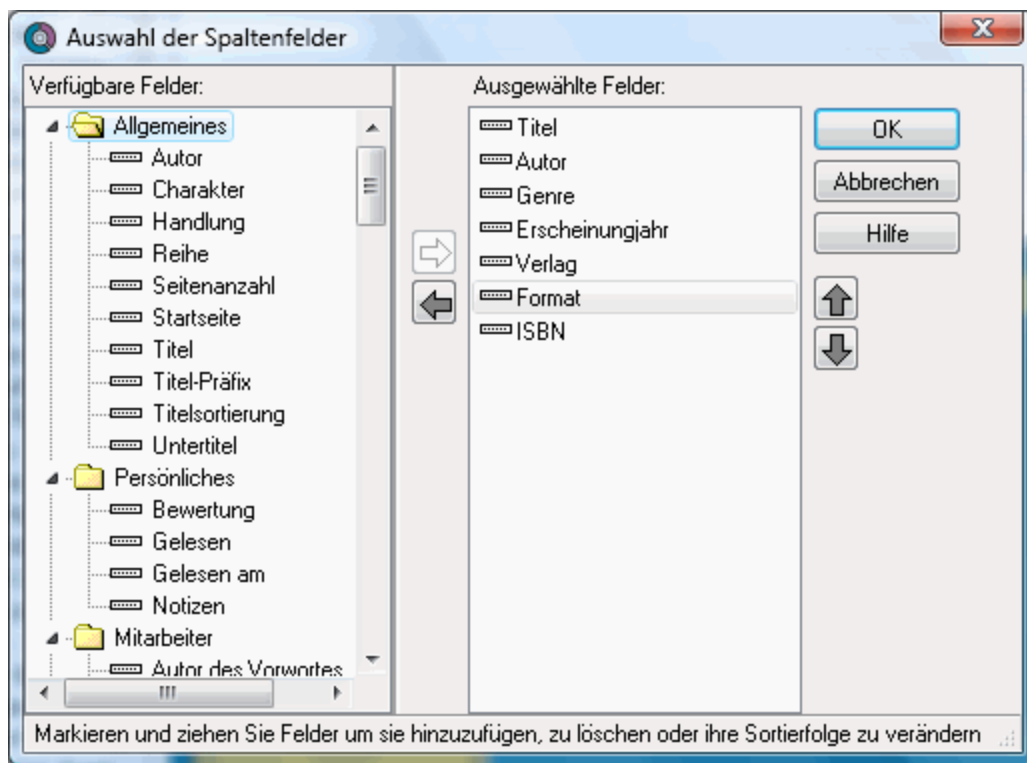 Auswahl der Spaltenfelder
Verfügbare Felder:
Allgemeines
Autor
Charakter
Handlung
Reihe
Seitenanzahl
Startseite
Titel
Titel-Präfix
Titelsortierung
Untertitel
Persönliches
Bewertung
Gelesen
Gelesen am
Notizen
Mitarbeiter
Autor des Vorwortes
Ausgewählte Felder:
Titel
Autor
Genre
Erscheinungjahr
Verlag
Format
ISBN
OK
Abbrechen
Hilfe
Markieren und ziehen Sie Felder um sie hinzuzufügen, zu löschen oder ihre Sortierfolge zu verändern